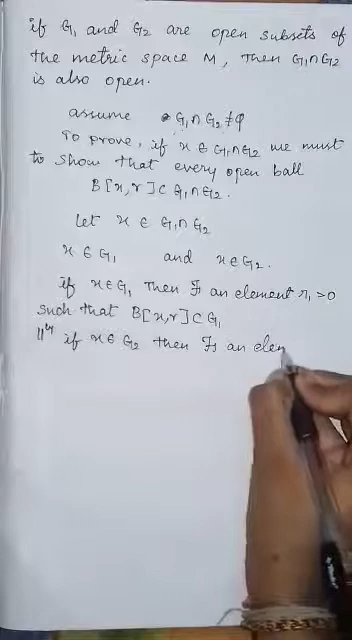 if G₁ and G₂ are open subsets of
the metric space M, then G₁∩G₂
is also open.
assume G₁∩G₂≠φ
To prove, if x ∈ G₁∩G₂ we must
to show that every open ball
B[x,r]⊂G₁∩G₂.
Let x ∈ G₁∩G₂
x ∈ G₁ and x∈G₂.
if x∈G₁ then ∃s an element r₁>0
such that B[x,r]⊂G₁
llly if x∈G₂ then ∃s an elem